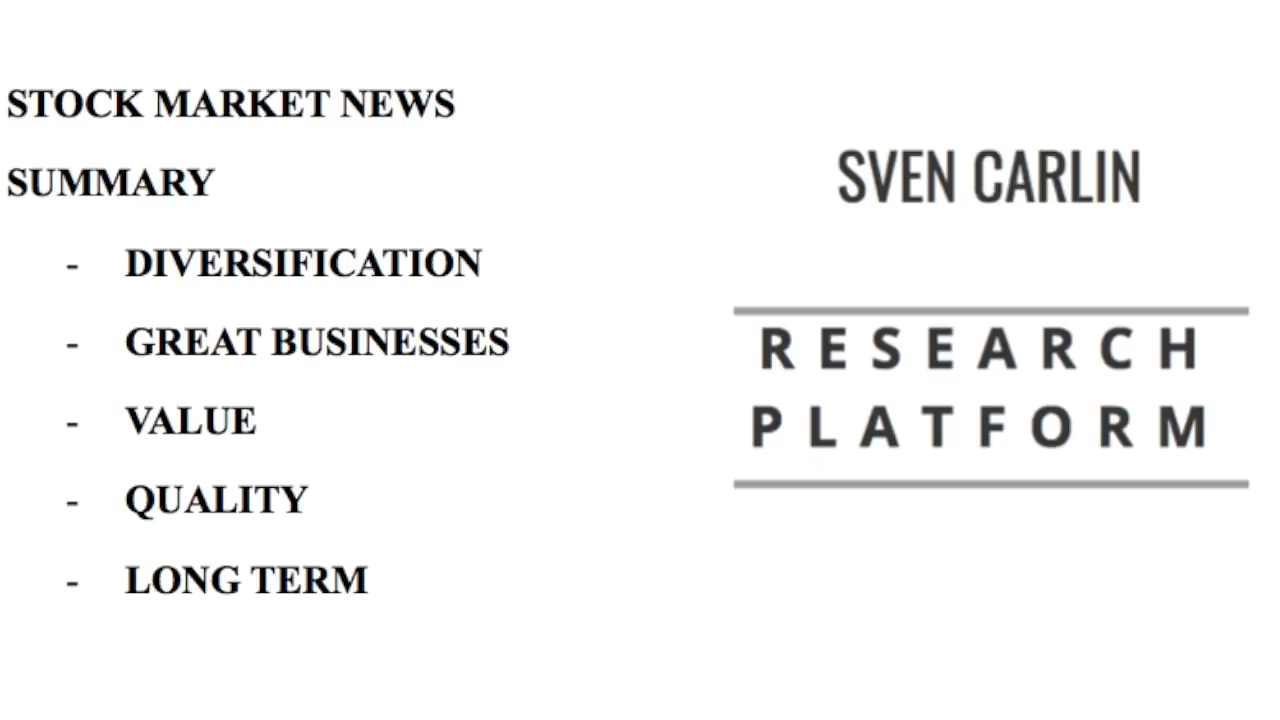 STOCK MARKET NEWS
SUMMARY
- DIVERSIFICATION
- GREAT BUSINESSES
- VALUE
- QUALITY
- LONG TERM
SVEN CARLIN
RESEARCH
PLATFORM